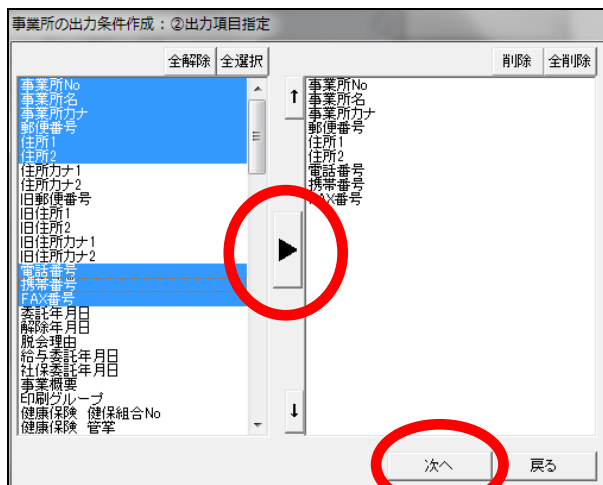 事業所の出力条件作成：②出力項目指定
全解除 全選択
事業所No
事業所名
事業所カナ
郵便番号
住所1
住所2
住所カナ1
住所カナ2
旧郵便番号
旧住所1
旧住所2
旧住所カナ1
旧住所カナ2
電話番号
携帯番号
FAX番号
委託年月日
解除年月日
脱会理由
給与委託年月日
社保委託年月日
事業概要
印刷グループ
健康保険 健保組合No
健康保険 管掌
↑
▶
↓
削除 全削除
事業所No
事業所名
事業所カナ
郵便番号
住所1
住所2
電話番号
携帯番号
FAX番号
次へ 戻る